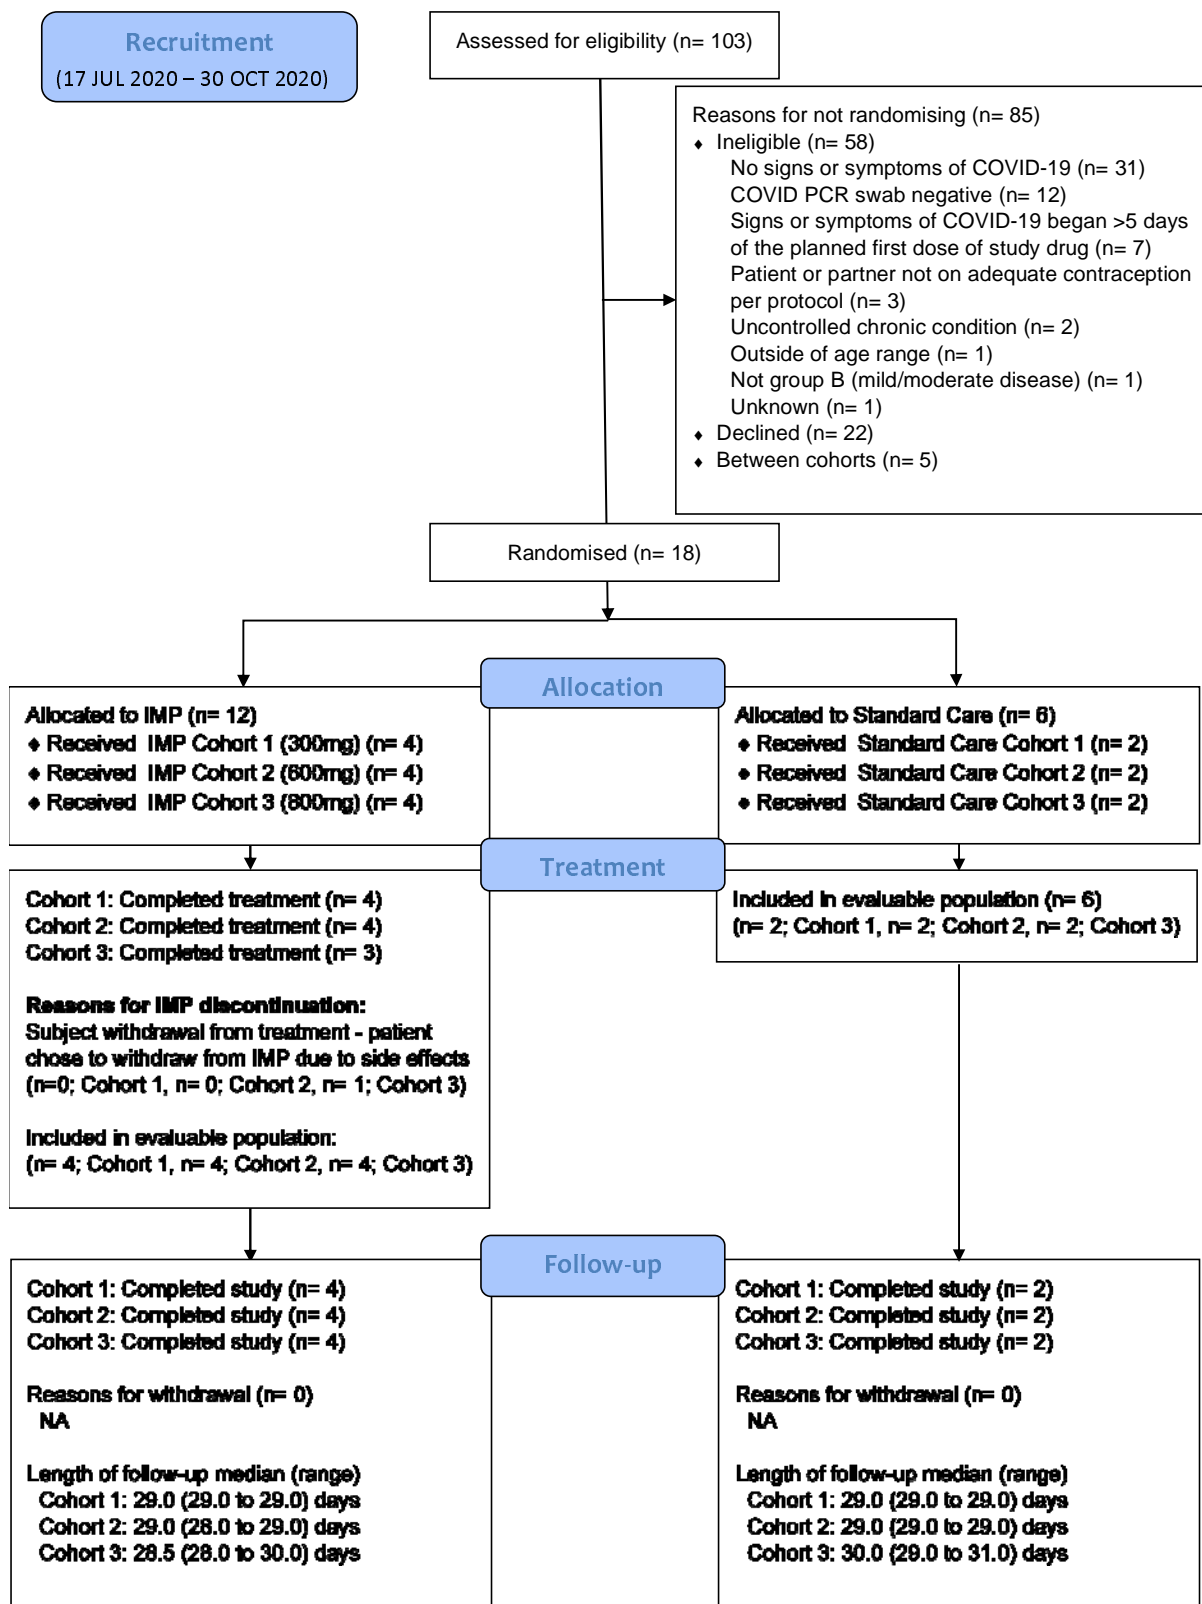 Recruitment
(17 JUL 2020 – 30 OCT 2020)
Assessed for eligibility (n= 103)
Reasons for not randomising (n= 85)
♦ Ineligible (n= 58)
No signs or symptoms of COVID-19 (n= 31)
COVID PCR swab negative (n= 12)
Signs or symptoms of COVID-19 began >5 days
of the planned first dose of study drug (n= 7)
Patient or partner not on adequate contraception
per protocol (n= 3)
Uncontrolled chronic condition (n= 2)
Outside of age range (n= 1)
Not group B (mild/moderate disease) (n= 1)
Unknown (n= 1)
♦ Declined (n= 22)
♦ Between cohorts (n= 5)
Randomised (n= 18)
Allocation
Allocated to IMP (n= 12)
♦ Received IMP Cohort 1 (300mg) (n= 4)
♦ Received IMP Cohort 2 (600mg) (n= 4)
♦ Received IMP Cohort 3 (800mg) (n= 4)
Allocated to Standard Care (n= 6)
♦ Received Standard Care Cohort 1 (n= 2)
♦ Received Standard Care Cohort 2 (n= 2)
♦ Received Standard Care Cohort 3 (n= 2)
Treatment
Cohort 1: Completed treatment (n= 4)
Cohort 2: Completed treatment (n= 4)
Cohort 3: Completed treatment (n= 3)
Reasons for IMP discontinuation:
Subject withdrawal from treatment - patient
chose to withdraw from IMP due to side effects
(n=0; Cohort 1, n= 0; Cohort 2, n= 1; Cohort 3)
Included in evaluable population:
(n= 4; Cohort 1, n= 4; Cohort 2, n= 4; Cohort 3)
Included in evaluable population (n= 6)
(n= 2; Cohort 1, n= 2; Cohort 2, n= 2; Cohort 3)
Follow-up
Cohort 1: Completed study (n= 4)
Cohort 2: Completed study (n= 4)
Cohort 3: Completed study (n= 4)
Reasons for withdrawal (n= 0)
NA
Length of follow-up median (range)
Cohort 1: 29.0 (29.0 to 29.0) days
Cohort 2: 29.0 (28.0 to 29.0) days
Cohort 3: 28.5 (28.0 to 30.0) days
Cohort 1: Completed study (n= 2)
Cohort 2: Completed study (n= 2)
Cohort 3: Completed study (n= 2)
Reasons for withdrawal (n= 0)
NA
Length of follow-up median (range)
Cohort 1: 29.0 (29.0 to 29.0) days
Cohort 2: 29.0 (29.0 to 29.0) days
Cohort 3: 30.0 (29.0 to 31.0) days